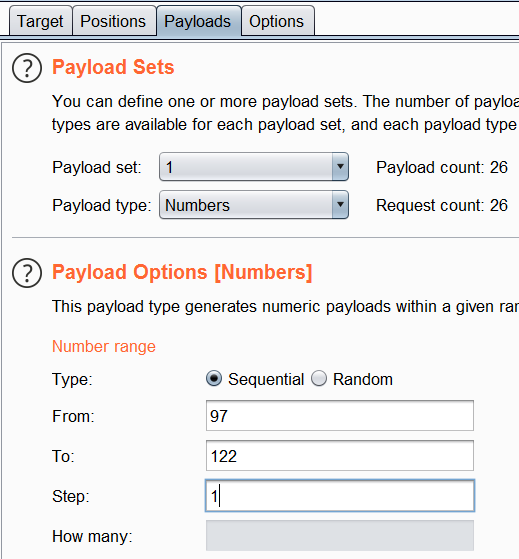 Target Positions Payloads Options
? Payload Sets
You can define one or more payload sets. The number of
types are available for each payload set, and each payload type
Payload set: 1 Payload count: 26
Payload type: Numbers Request count: 26
? Payload Options [Numbers]
This payload type generates numeric payloads within a given
Number range
Type: Sequential Random
From: 97
To: 122
Step: 1
How many: